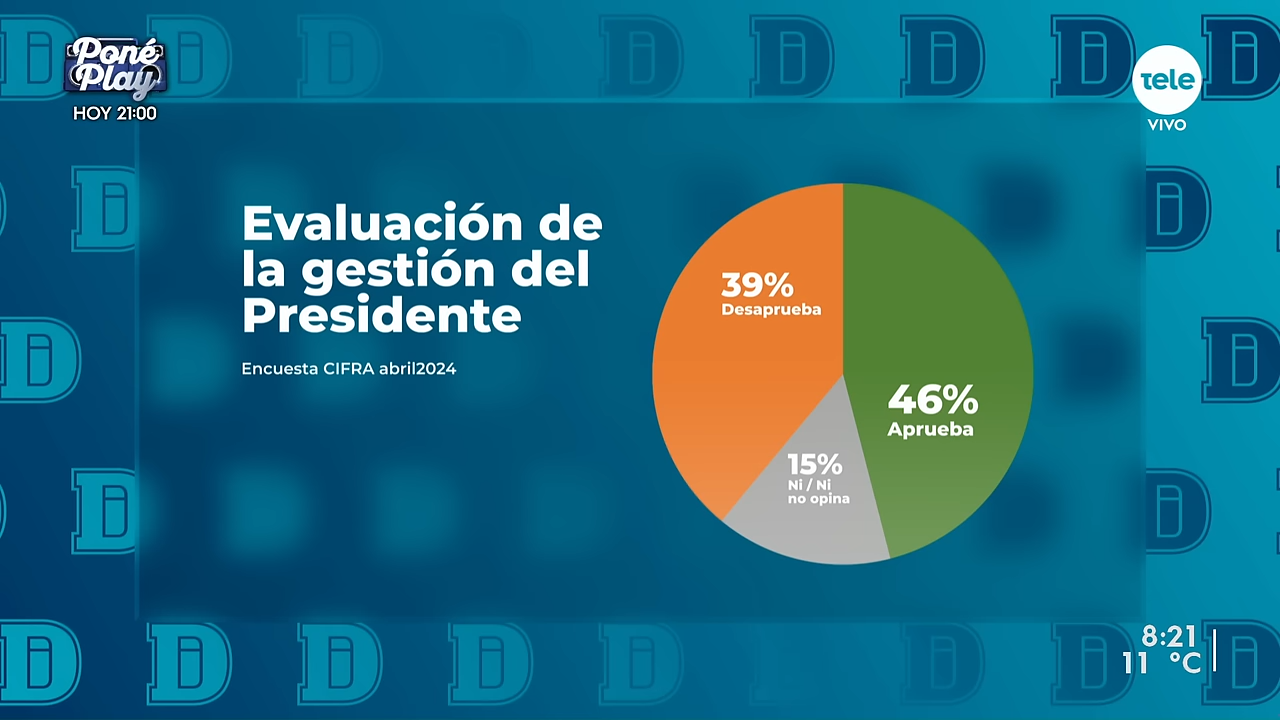 Poné
Play
HOY 21:00
tele
VIVO
Evaluación de
la gestión del
Presidente
Encuesta CIFRA abril2024
39%
Desaprueba
46%
Aprueba
15%
Ni / Ni
no opina
8:21
11 °C